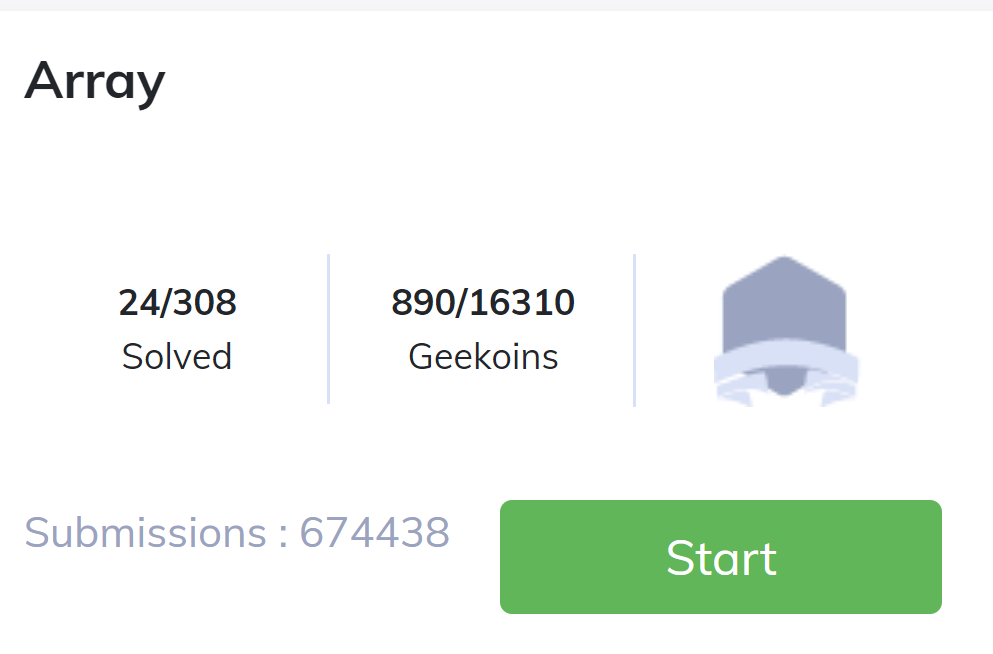 Array
24/308
Solved
890/16310
Geekoins
Submissions : 674438
Start